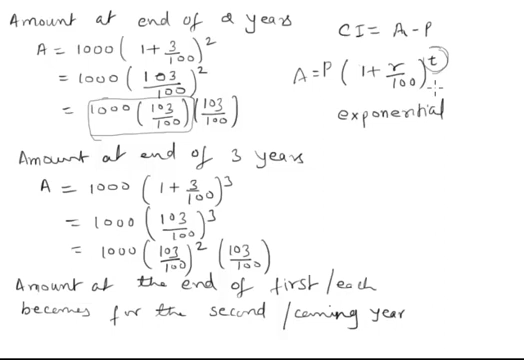 Amount at end of 2 years
A = 1000 ( 1 + 3/100 )^2
= 1000 ( 103/100 )^2
= 1000 ( 103/100 ) ( 103/100 )
CI = A - P
A = P ( 1 + r/100 )^t
exponential
Amount at end of 3 years
A = 1000 ( 1 + 3/100 )^3
= 1000 ( 103/100 )^3
= 1000 ( 103/100 )^2 ( 103/100 )
Amount at the end of first / each
becomes for the second / coming year